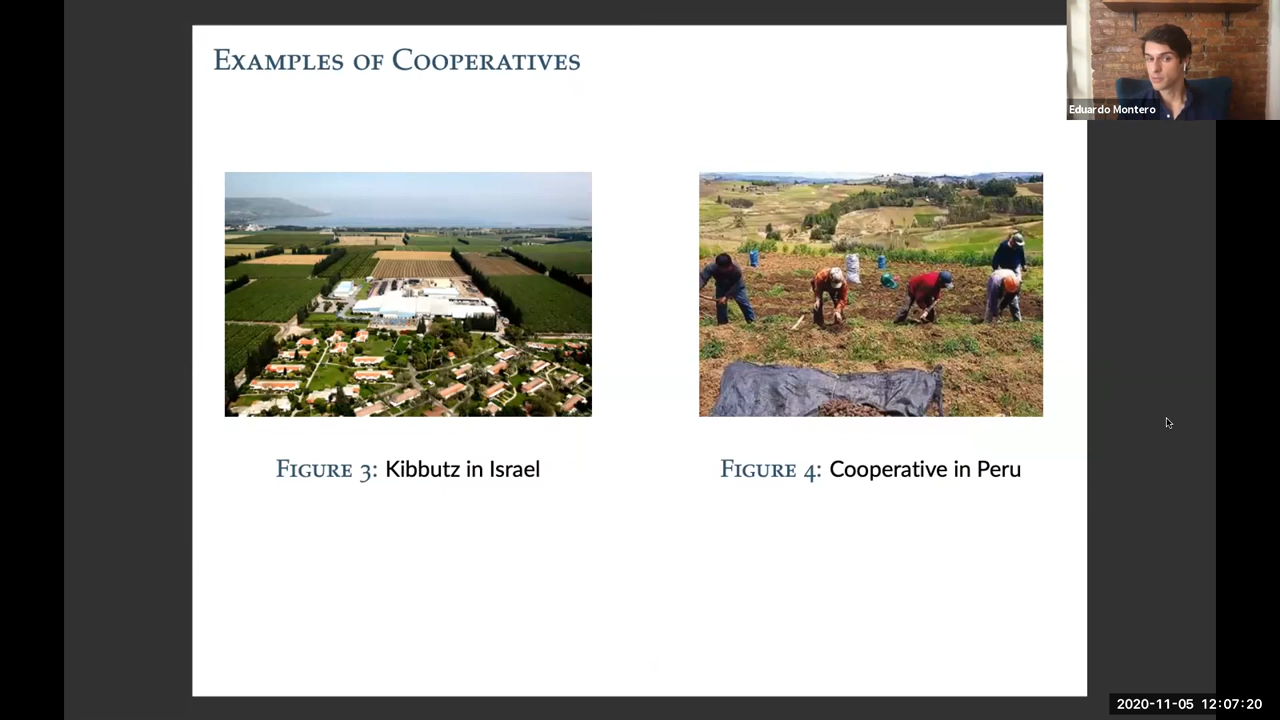 Examples of Cooperatives
Eduardo Montero
Figure 3: Kibbutz in Israel
Figure 4: Cooperative in Peru
2020-11-05 12:07:20